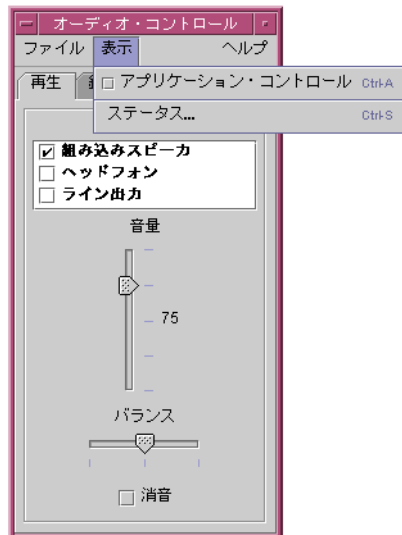 オーディオ・コントロール
ファイル 表示 ヘルプ
再生
アプリケーション・コントロール Ctrl-A
ステータス... Ctrl-S
組み込みスピーカ
ヘッドフォン
ライン出力
音量
75
バランス
消音